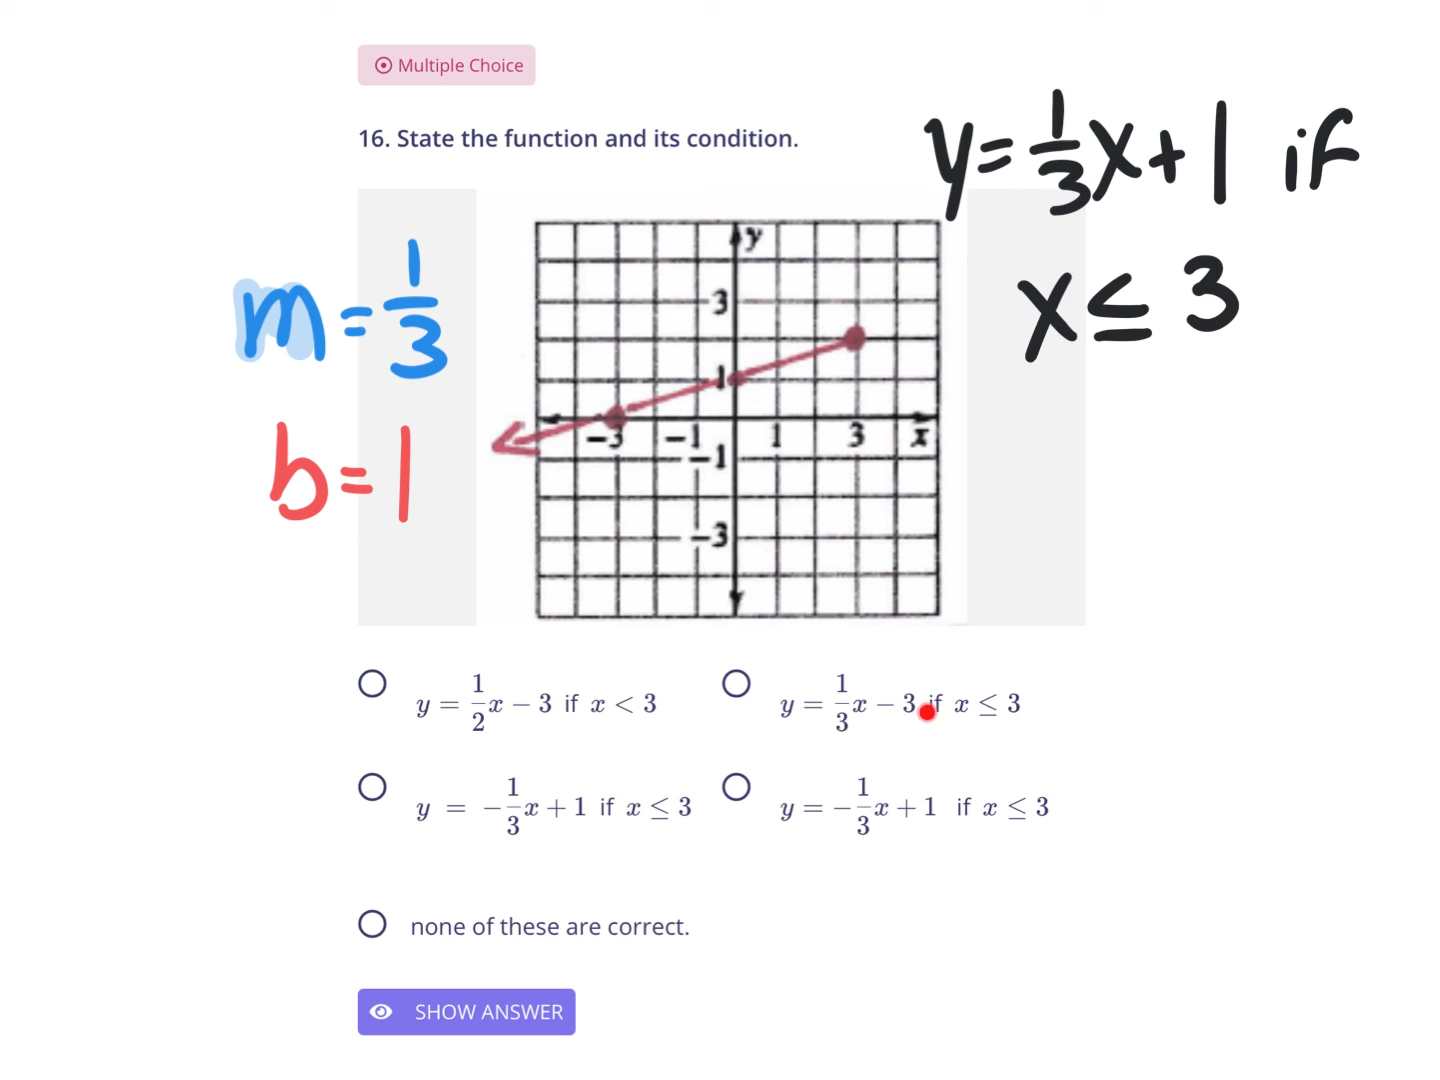 Multiple Choice
16. State the function and its condition.
y = 1/3 x + 1 if
x ≤ 3
m = 1/3
b = 1
y
3
1
-3 -1 1 3 x
-1
-3
y = 1/2 x − 3 if x < 3
y = 1/3 x − 3 if x ≤ 3
y = −1/3 x + 1 if x ≤ 3
y = −1/3 x + 1 if x ≤ 3
none of these are correct.
SHOW ANSWER